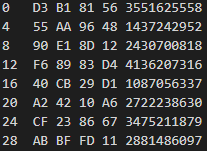 0 D3 B1 81 56 3551625558
4 55 AA 96 48 1437242952
8 90 E1 8D 12 2430700818
12 F6 89 83 D4 4136207316
16 40 CB 29 D1 1087056337
20 A2 42 10 A6 2722238630
24 CF 23 86 67 3475211879
28 AB BF FD 11 2881486097